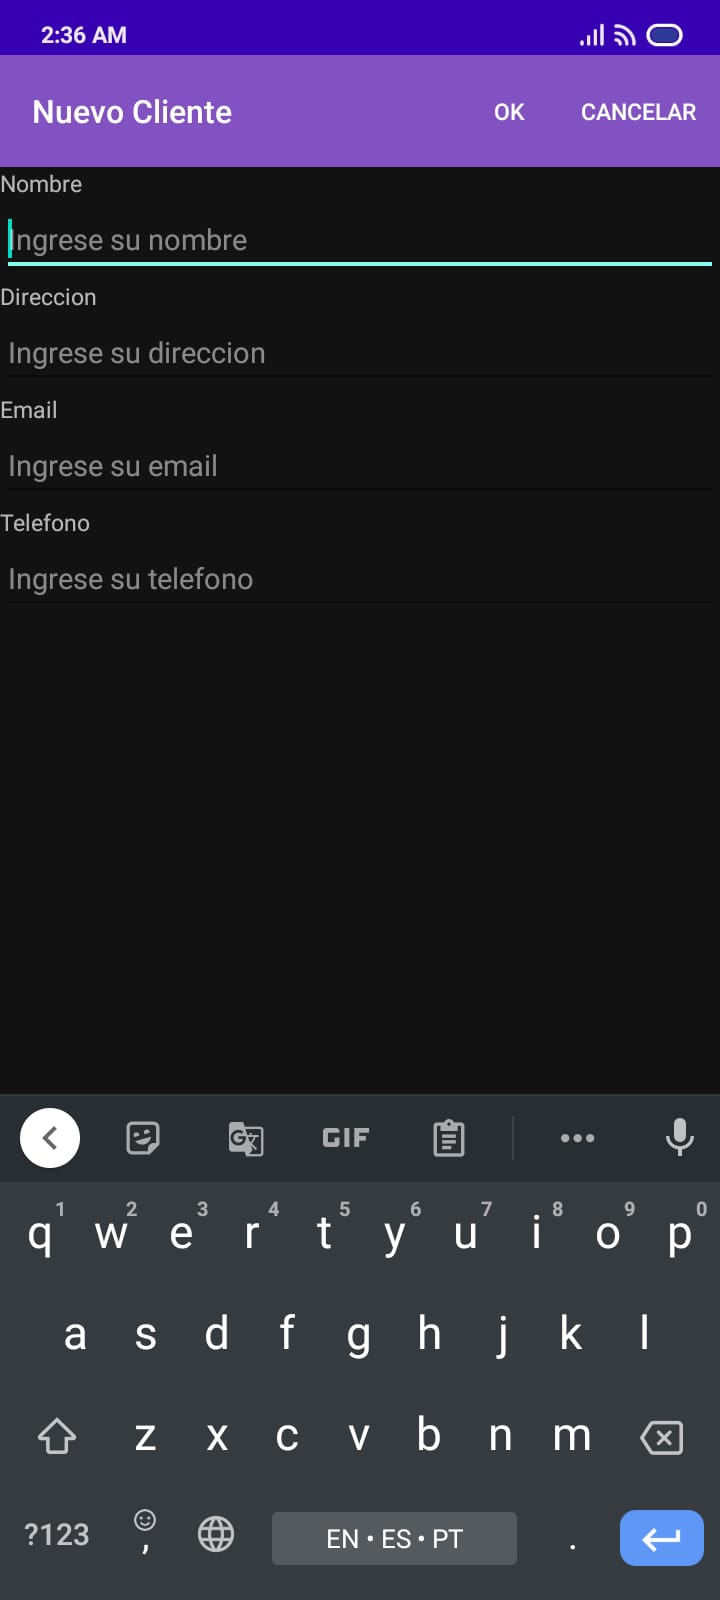 2:36 AM
Nuevo Cliente OK CANCELAR
Nombre
Ingrese su nombre
Direccion
Ingrese su direccion
Email
Ingrese su email
Telefono
Ingrese su telefono
GIF
1 2 3 4 5 6 7 8 9 0
q w e r t y u i o p
a s d f g h j k l
z x c v b n m
?123 , EN • ES • PT .